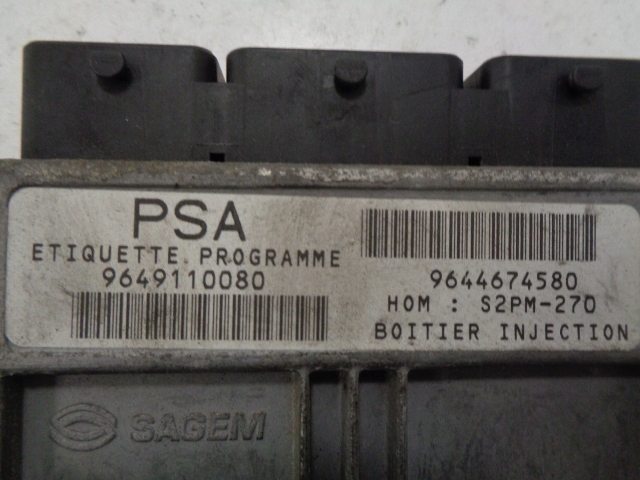 PSA
ETIQUETTE PROGRAMME
9649110080
9644674580
HOM : S2PM-270
BOITIER INJECTION
SAGEM